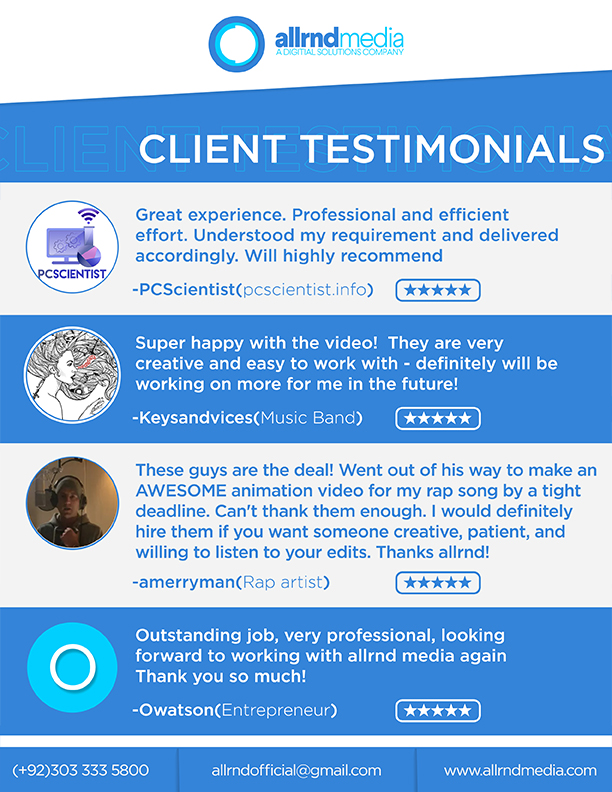 allrndmedia
A DIGITIAL SOLUTIONS COMPANY
CLIENT TESTIMONIALS
CLIENT TESTIMONIALS
Great experience. Professional and efficient
effort. Understood my requirement and delivered
accordingly. Will highly recommend
PCSCIENTIST
-PCScientist(pcscientist.info) ★★★★★
Super happy with the video!  They are very
creative and easy to work with - definitely will be
working on more for me in the future!
-Keysandvices(Music Band) ★★★★★
These guys are the deal! Went out of his way to make an
AWESOME animation video for my rap song by a tight
deadline. Can't thank them enough. I would definitely
hire them if you want someone creative, patient, and
willing to listen to your edits. Thanks allrnd!
-amerryman(Rap artist) ★★★★★
Outstanding job, very professional, looking
forward to working with allrnd media again
Thank you so much!
-Owatson(Entrepreneur) ★★★★★
(+92)303 333 5800
allrndofficial@gmail.com
www.allrndmedia.com